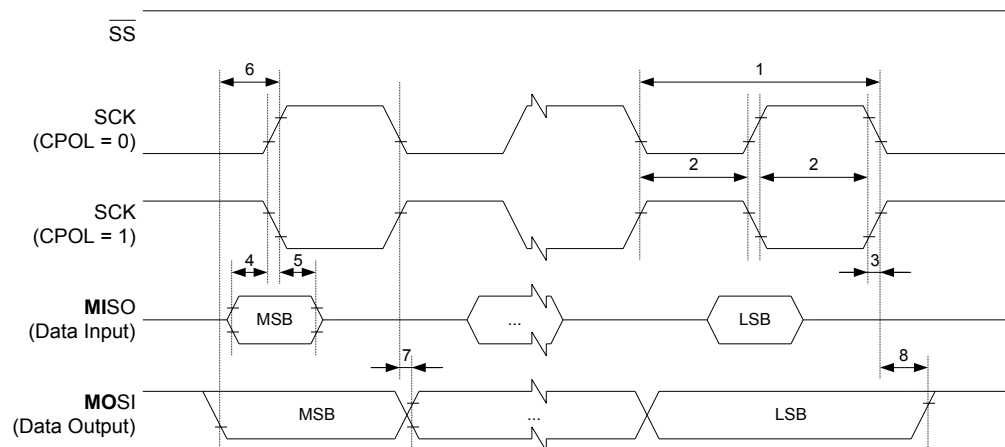 SS
6
1
SCK
(CPOL = 0)
2
2
SCK
(CPOL = 1)
4
5
3
MISO
(Data Input)
MSB
...
LSB
7
8
MOSI
(Data Output)
MSB
...
LSB